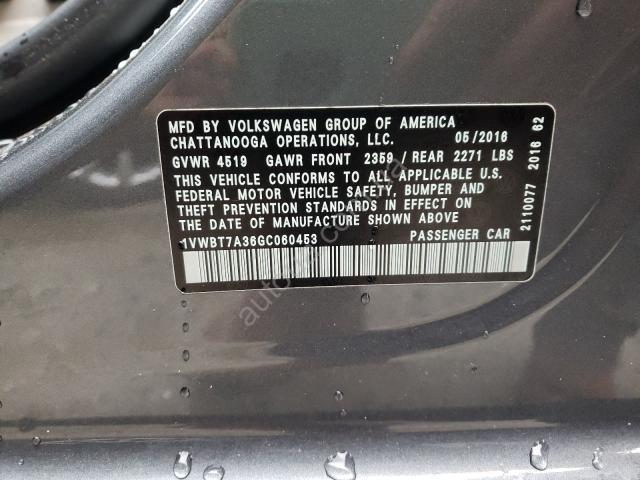 MFD BY VOLKSWAGEN GROUP OF AMERICA
CHATTANOOGA OPERATIONS, LLC. 05/2016
GVWR 4519 GAWR FRONT 2359 / REAR 2271 LBS
THIS VEHICLE CONFORMS TO ALL APPLICABLE U.S.
FEDERAL MOTOR VEHICLE SAFETY, BUMPER AND
THEFT PREVENTION STANDARDS IN EFFECT ON
THE DATE OF MANUFACTURE SHOWN ABOVE
1VWBT7A36GC060453 PASSENGER CAR
2110077 2016 62